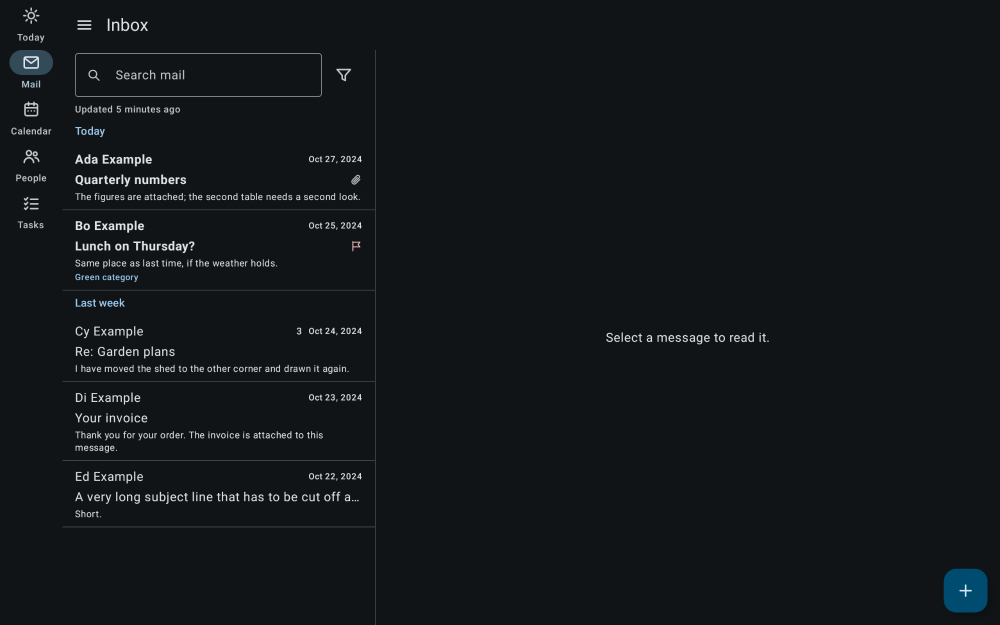 Today
Mail
Calendar
People
Tasks
Inbox
Search mail
Updated 5 minutes ago
Today
Ada Example Oct 27, 2024
Quarterly numbers
The figures are attached; the second table needs a second look.
Bo Example Oct 25, 2024
Lunch on Thursday?
Same place as last time, if the weather holds.
Green category
Last week
Cy Example 3 Oct 24, 2024
Re: Garden plans
I have moved the shed to the other corner and drawn it again.
Di Example Oct 23, 2024
Your invoice
Thank you for your order. The invoice is attached to this
message.
Ed Example Oct 22, 2024
A very long subject line that has to be cut off a...
Short.
Select a message to read it.